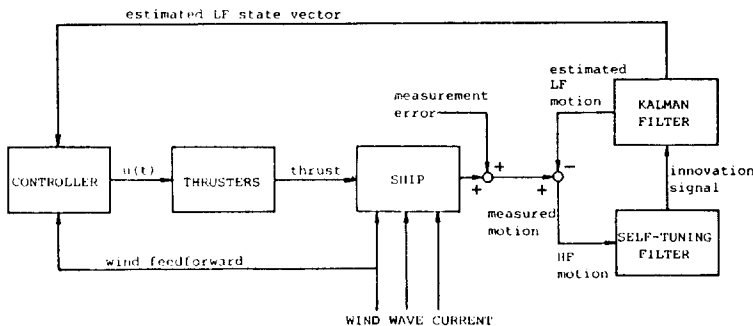 estimated LF state vector
estimated
LF
motion
measurement
error
KALMAN
FILTER
CONTROLLER
u(t)
THRUSTERS
thrust
SHIP
+
+
+
-
innovation
signal
measured
motion
SELF-TUNING
FILTER
HF
motion
wind feedforward
WIND WAVE CURRENT